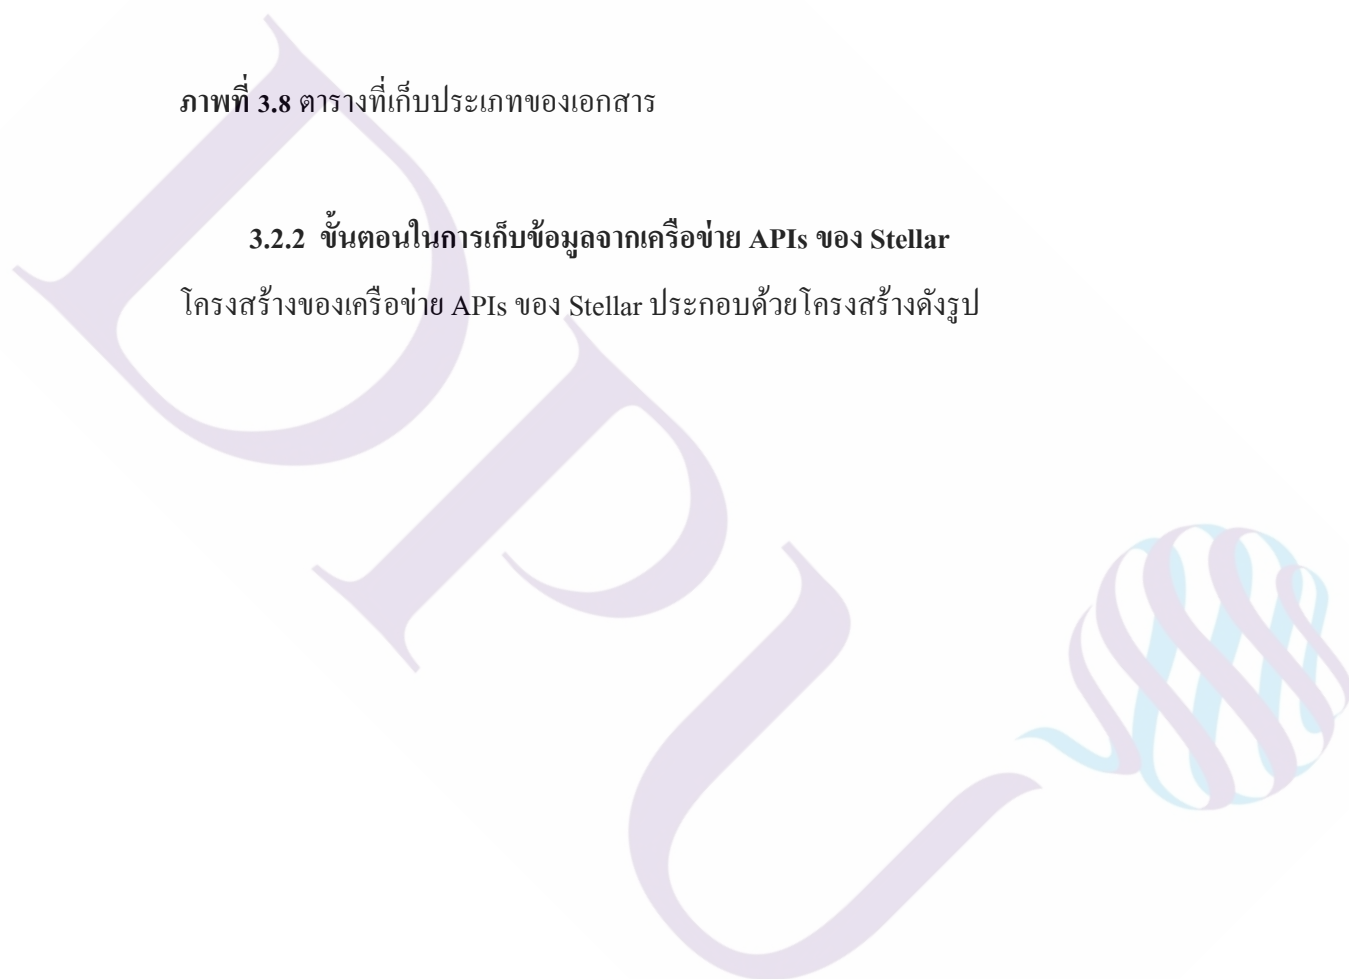 ภาพที่ 3.8 ตารางที่เก็บประเภทของเอกสาร
3.2.2 ขั้นตอนในการเก็บข้อมูลจากเครือข่าย APIs ของ Stellar
โครงสร้างของเครือข่าย APIs ของ Stellar ประกอบด้วยโครงสร้างดังรูป
DPU